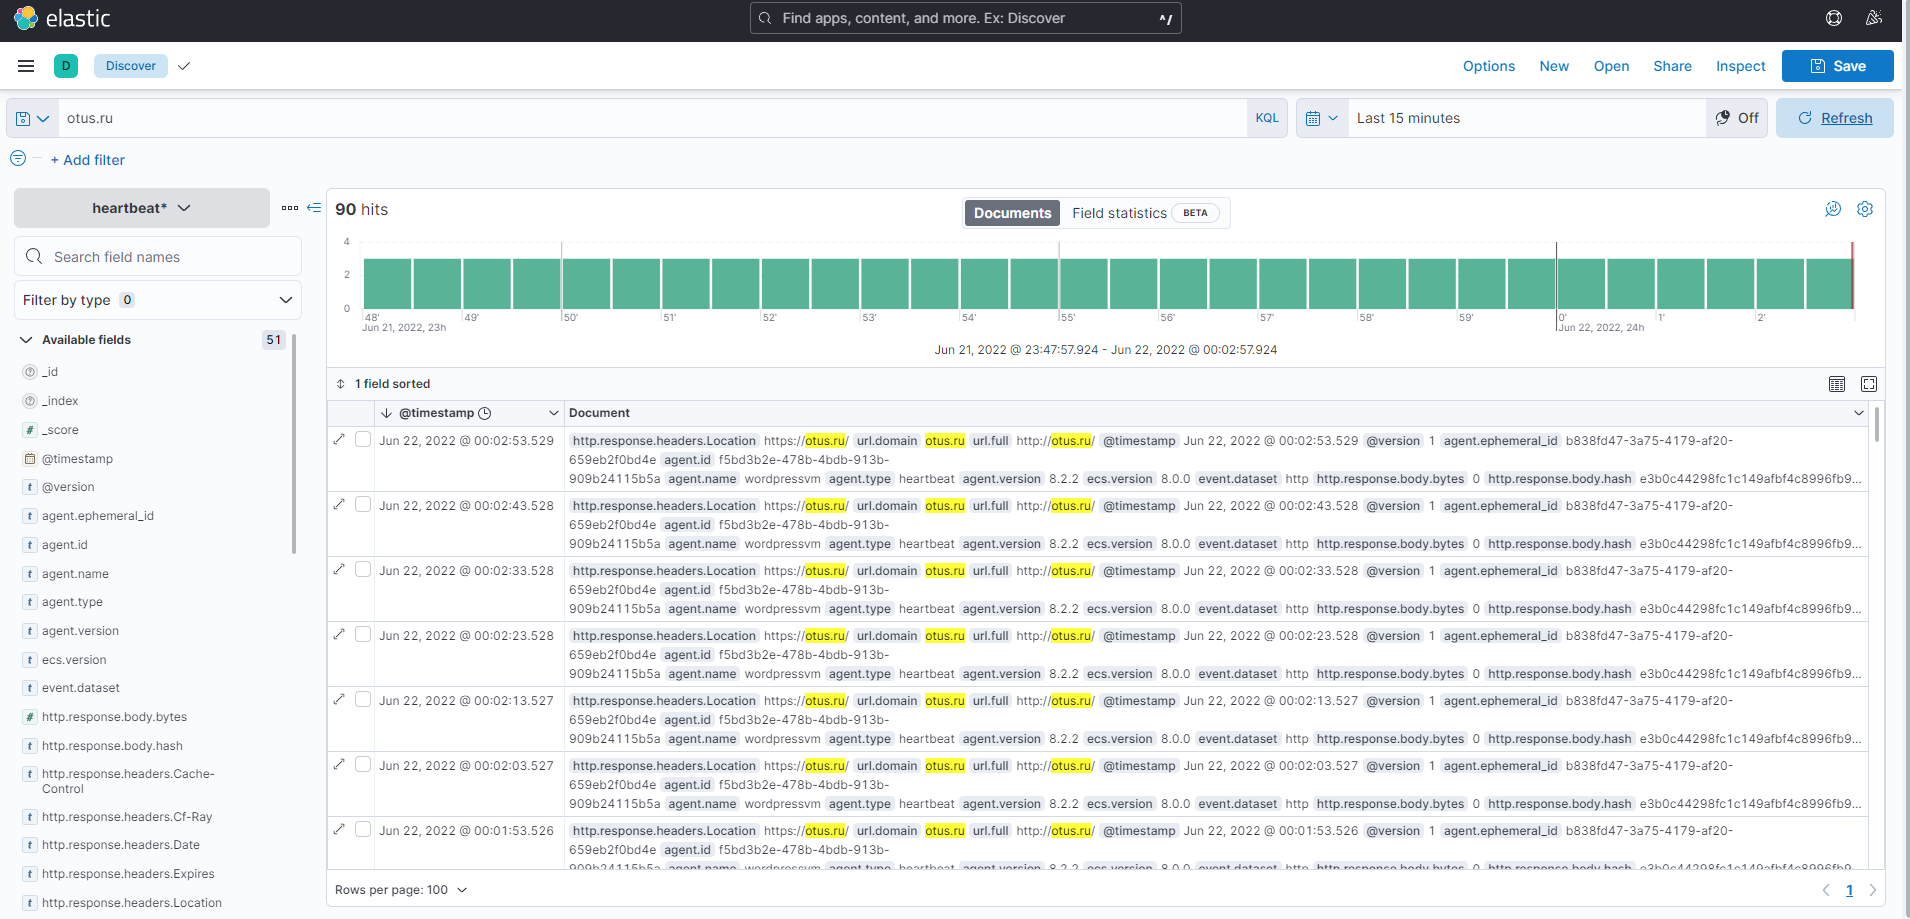 elastic
Find apps, content, and more. Ex: Discover ^/
D Discover Options New Open Share Inspect Save
otus.ru KQL Last 15 minutes Off Refresh
+ Add filter
heartbeat*
Search field names
Filter by type 0
Available fields 51
_id
_index
_score
@timestamp
@version
agent.ephemeral_id
agent.id
agent.name
agent.type
agent.version
ecs.version
event.dataset
http.response.body.bytes
http.response.body.hash
http.response.headers.Cache-
Control
http.response.headers.Cf-Ray
http.response.headers.Date
http.response.headers.Expires
http.response.headers.Location
90 hits
Documents Field statistics BETA
4
2
0
48' 49' 50' 51' 52' 53' 54' 55' 56' 57' 58' 59' 0' 1' 2'
Jun 21, 2022, 23h Jun 22, 2022, 24h
Jun 21, 2022 @ 23:47:57.924 - Jun 22, 2022 @ 00:02:57.924
1 field sorted
@timestamp Document
Jun 22, 2022 @ 00:02:53.529 http.response.headers.Location https://otus.ru/ url.domain otus.ru url.full http://otus.ru/ @timestamp Jun 22, 2022 @ 00:02:53.529 @version 1 agent.ephemeral_id b838fd47-3a75-4179-af20-
659eb2f0bd4e agent.id f5bd3b2e-478b-4bdb-913b-
909b24115b5a agent.name wordpressvm agent.type heartbeat agent.version 8.2.2 ecs.version 8.0.0 event.dataset http http.response.body.bytes 0 http.response.body.hash e3b0c44298fc1c149afbf4c8996fb9...
Jun 22, 2022 @ 00:02:43.528 http.response.headers.Location https://otus.ru/ url.domain otus.ru url.full http://otus.ru/ @timestamp Jun 22, 2022 @ 00:02:43.528 @version 1 agent.ephemeral_id b838fd47-3a75-4179-af20-
659eb2f0bd4e agent.id f5bd3b2e-478b-4bdb-913b-
909b24115b5a agent.name wordpressvm agent.type heartbeat agent.version 8.2.2 ecs.version 8.0.0 event.dataset http http.response.body.bytes 0 http.response.body.hash e3b0c44298fc1c149afbf4c8996fb9...
Jun 22, 2022 @ 00:02:33.528 http.response.headers.Location https://otus.ru/ url.domain otus.ru url.full http://otus.ru/ @timestamp Jun 22, 2022 @ 00:02:33.528 @version 1 agent.ephemeral_id b838fd47-3a75-4179-af20-
659eb2f0bd4e agent.id f5bd3b2e-478b-4bdb-913b-
909b24115b5a agent.name wordpressvm agent.type heartbeat agent.version 8.2.2 ecs.version 8.0.0 event.dataset http http.response.body.bytes 0 http.response.body.hash e3b0c44298fc1c149afbf4c8996fb9...
Jun 22, 2022 @ 00:02:23.528 http.response.headers.Location https://otus.ru/ url.domain otus.ru url.full http://otus.ru/ @timestamp Jun 22, 2022 @ 00:02:23.528 @version 1 agent.ephemeral_id b838fd47-3a75-4179-af20-
659eb2f0bd4e agent.id f5bd3b2e-478b-4bdb-913b-
909b24115b5a agent.name wordpressvm agent.type heartbeat agent.version 8.2.2 ecs.version 8.0.0 event.dataset http http.response.body.bytes 0 http.response.body.hash e3b0c44298fc1c149afbf4c8996fb9...
Jun 22, 2022 @ 00:02:13.527 http.response.headers.Location https://otus.ru/ url.domain otus.ru url.full http://otus.ru/ @timestamp Jun 22, 2022 @ 00:02:13.527 @version 1 agent.ephemeral_id b838fd47-3a75-4179-af20-
659eb2f0bd4e agent.id f5bd3b2e-478b-4bdb-913b-
909b24115b5a agent.name wordpressvm agent.type heartbeat agent.version 8.2.2 ecs.version 8.0.0 event.dataset http http.response.body.bytes 0 http.response.body.hash e3b0c44298fc1c149afbf4c8996fb9...
Jun 22, 2022 @ 00:02:03.527 http.response.headers.Location https://otus.ru/ url.domain otus.ru url.full http://otus.ru/ @timestamp Jun 22, 2022 @ 00:02:03.527 @version 1 agent.ephemeral_id b838fd47-3a75-4179-af20-
659eb2f0bd4e agent.id f5bd3b2e-478b-4bdb-913b-
909b24115b5a agent.name wordpressvm agent.type heartbeat agent.version 8.2.2 ecs.version 8.0.0 event.dataset http http.response.body.bytes 0 http.response.body.hash e3b0c44298fc1c149afbf4c8996fb9...
Jun 22, 2022 @ 00:01:53.526 http.response.headers.Location https://otus.ru/ url.domain otus.ru url.full http://otus.ru/ @timestamp Jun 22, 2022 @ 00:01:53.526 @version 1 agent.ephemeral_id b838fd47-3a75-4179-af20-
659eb2f0bd4e agent.id f5bd3b2e-478b-4bdb-913b-
909b24115b5a agent.name wordpressvm agent.type heartbeat agent.version 8.2.2 ecs.version 8.0.0 event.dataset http http.response.body.bytes 0 http.response.body.hash e3b0c44298fc1c149afbf4c8996fb9...
Rows per page: 100 1